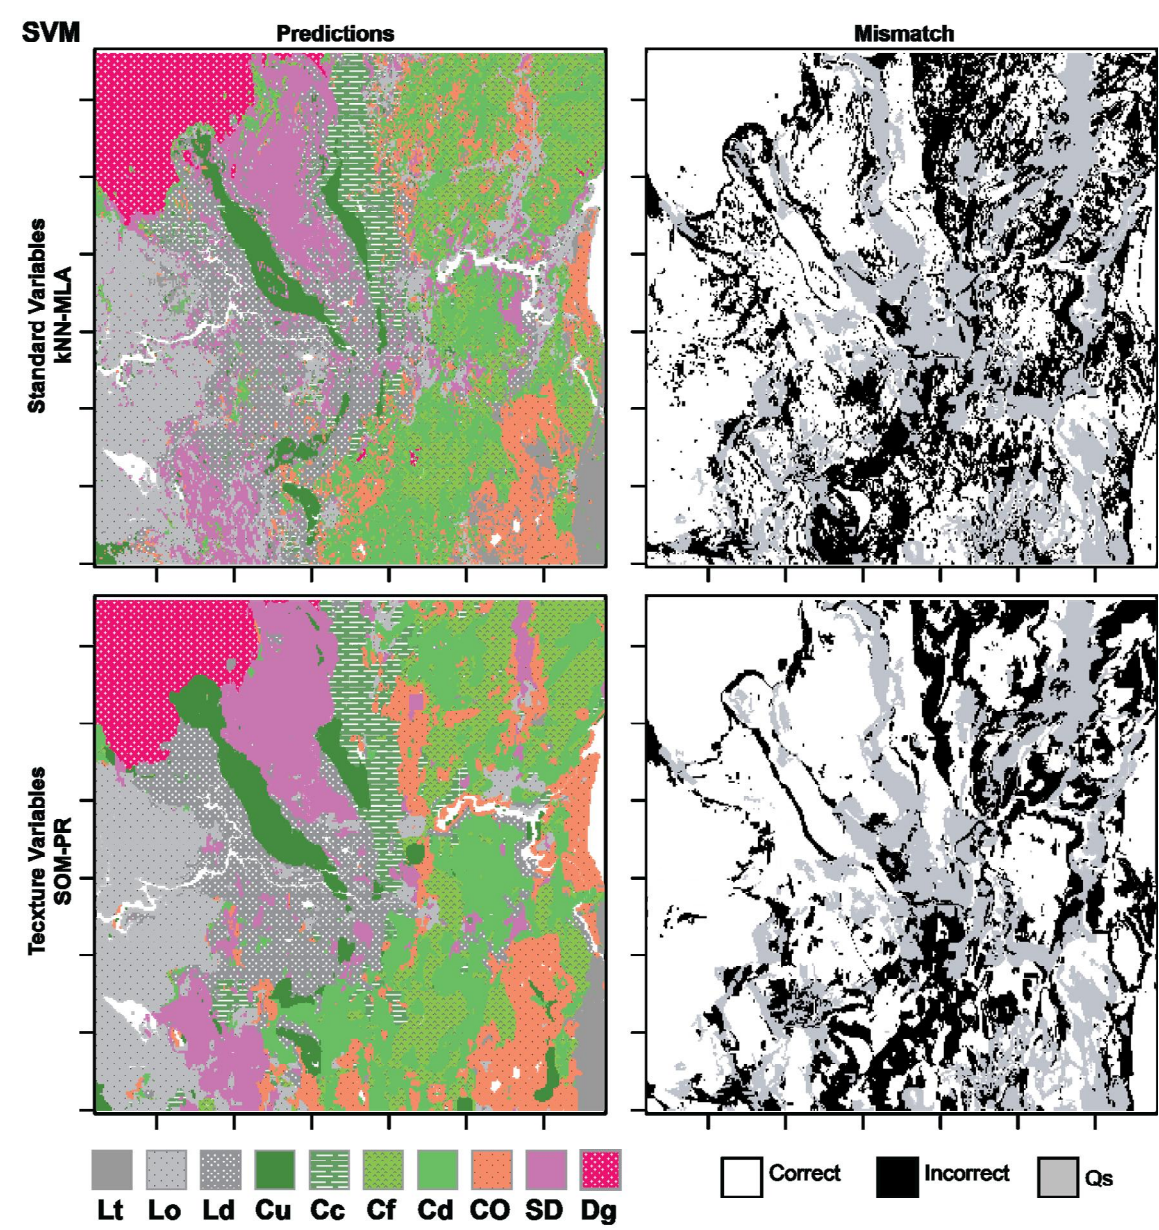 SVM
Predictions
Mismatch
Standard Variables
kNN-MLA
Tecxture Variables
SOM-PR
Lt Lo Ld Cu Cc Cf Cd CO SD Dg
Correct Incorrect Qs